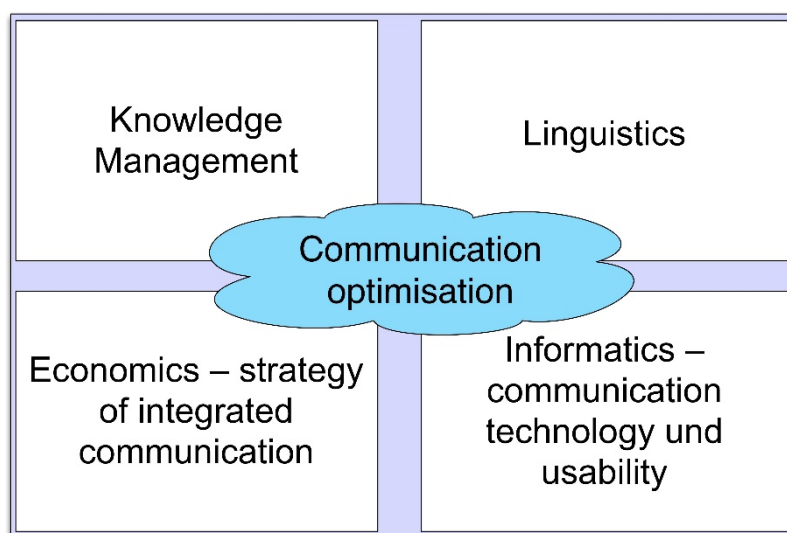 Knowledge
Management
Linguistics
Communication
optimisation
Economics – strategy
of integrated
communication
Informatics –
communication
technology und
usability